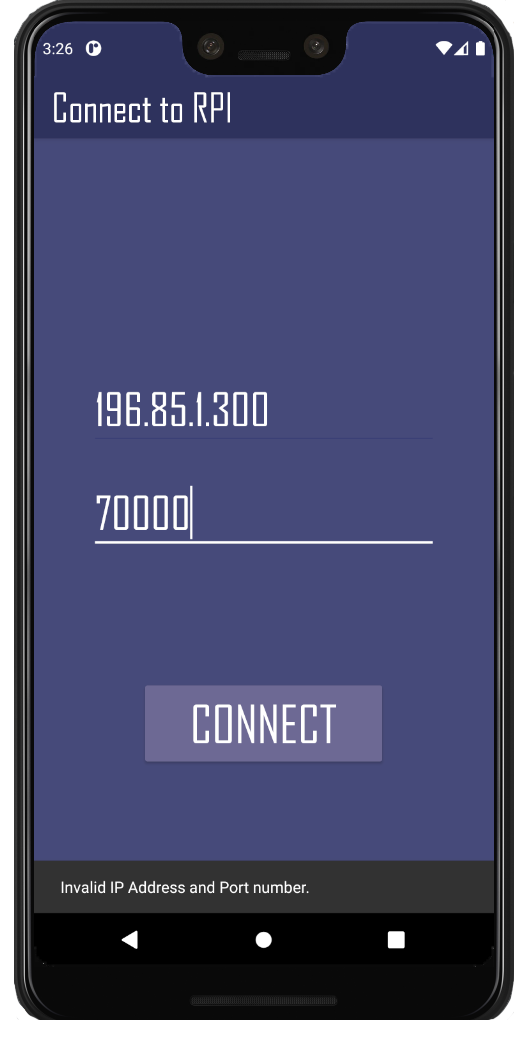 3:26
Connect to RPI
196.85.1.300
70000
CONNECT
Invalid IP Address and Port number.